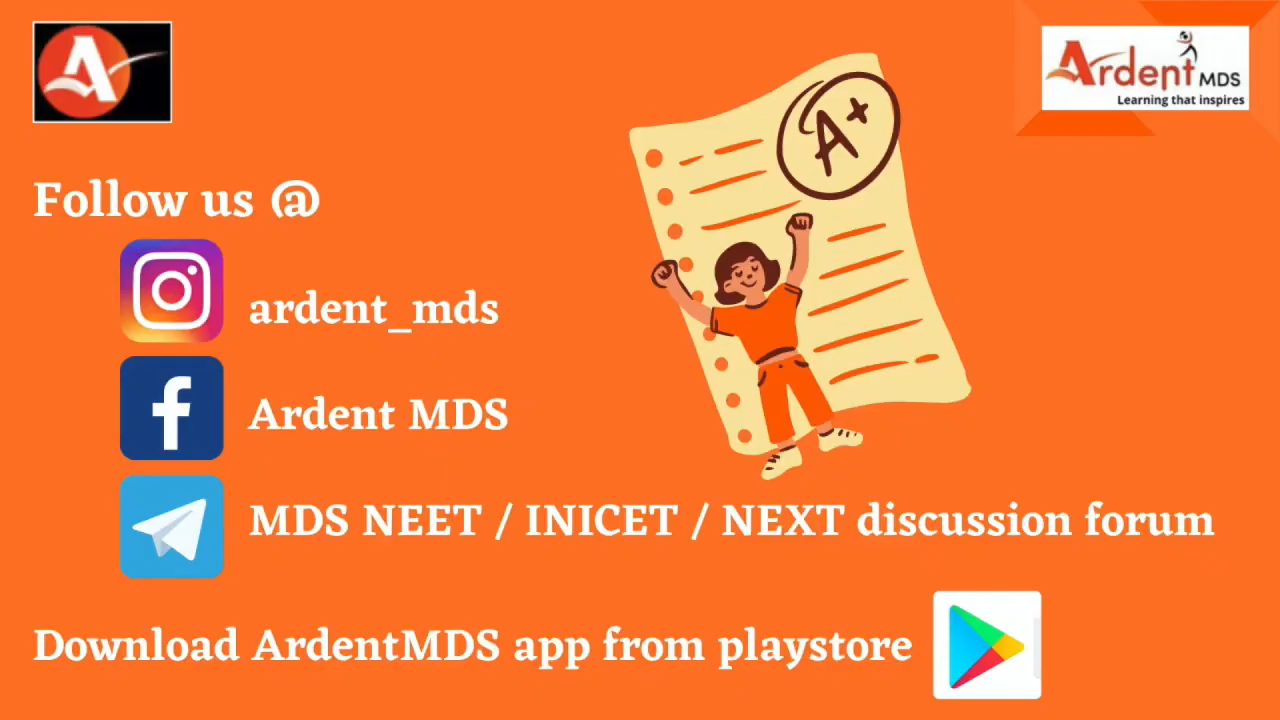 A
Ardent MDS
Learning that inspires
A+
Follow us @
ardent_mds
Ardent MDS
MDS NEET / INICET / NEXT discussion forum
Download ArdentMDS app from playstore